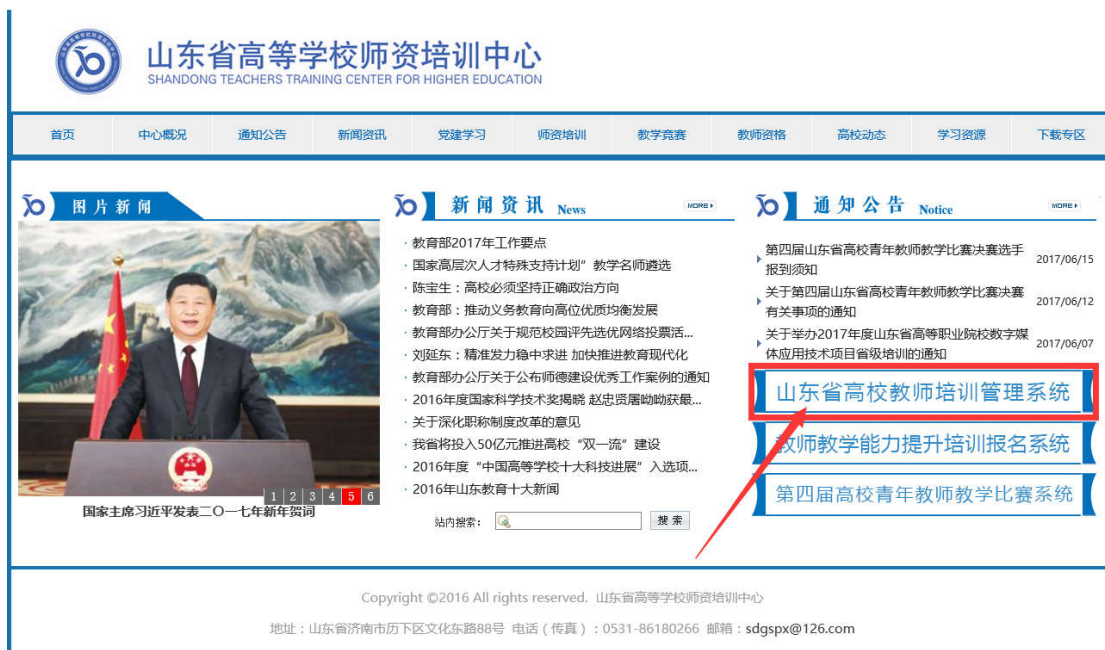 山东省高等学校师资培训中心
SHANDONG TEACHERS TRAINING CENTER FOR HIGHER EDUCATION
首页 中心概况 通知公告 新闻资讯 党建学习 师资培训 教学竞赛 教师资格 高校动态 学习资源 下载专区
图片新闻
1 2 3 4 5 6
国家主席习近平发表二〇一七年新年贺词
新闻资讯 News MORE
· 教育部2017年工作要点
· 国家高层次人才特殊支持计划”教学名师遴选
· 陈宝生：高校必须坚持正确政治方向
· 教育部：推动义务教育向高位优质均衡发展
· 教育部办公厅关于规范校园评先选优网络投票活...
· 刘延东：精准发力稳中求进 加快推进教育现代化
· 教育部办公厅关于公布师德建设优秀工作案例的通知
· 2016年度国家科学技术奖揭晓 赵忠贤屠呦呦获最...
· 关于深化职称制度改革的意见
· 我省将投入50亿元推进高校“双一流”建设
· 2016年度“中国高等学校十大科技进展”入选项...
· 2016年山东教育十大新闻
站内搜索： 搜 索
通知公告 Notice MORE
第四届山东省高校青年教师教学比赛决赛选手
报到须知 2017/06/15
关于第四届山东省高校青年教师教学比赛决赛
有关事项的通知 2017/06/12
关于举办2017年度山东省高等职业院校数字媒
体应用技术项目省级培训的通知 2017/06/07
山东省高校教师培训管理系统
教师教学能力提升培训报名系统
第四届高校青年教师教学比赛系统
Copyright ©2016 All rights reserved. 山东省高等学校师资培训中心
地址：山东省济南市历下区文化东路88号 电话（传真）：0531-86180266 邮箱：sdgspx@126.com